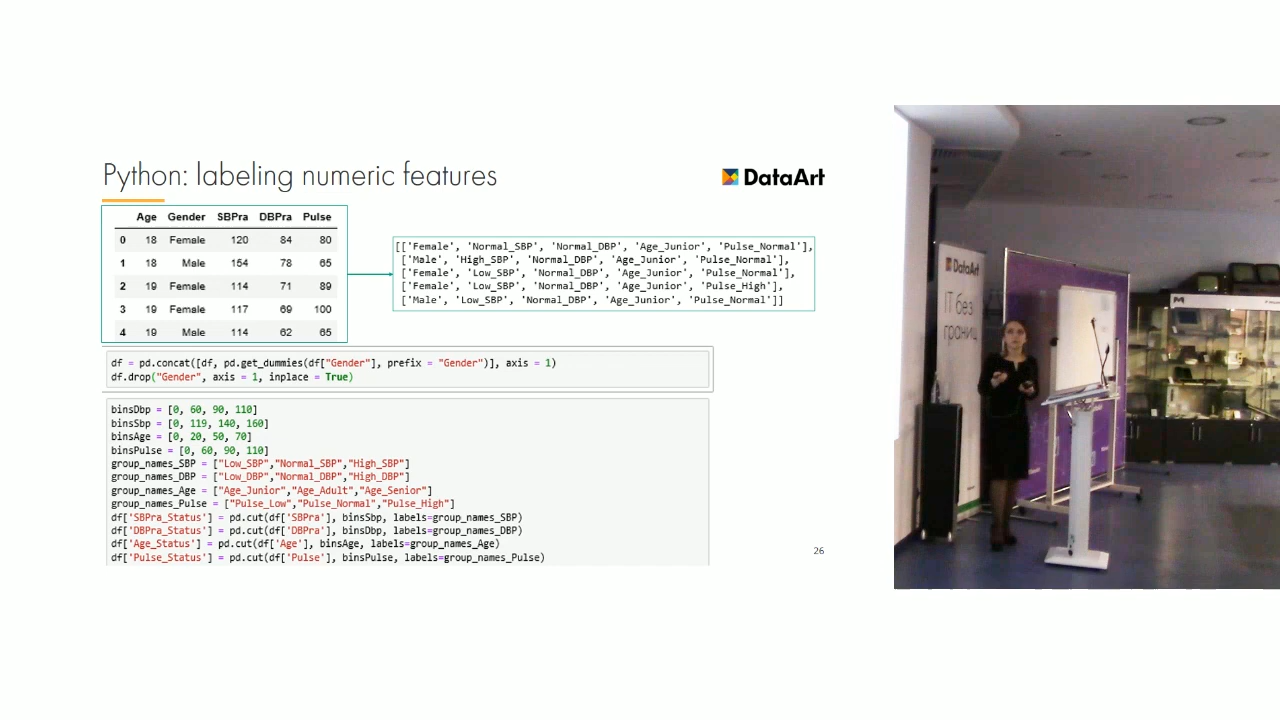 Python: labeling numeric features
DataArt
Age Gender SBPra DBPra Pulse
0 18 Female 120 84 80
1 18 Male 154 78 65
2 19 Female 114 71 89
3 19 Female 117 69 100
4 19 Male 114 62 65
[['Female', 'Normal_SBP', 'Normal_DBP', 'Age_Junior', 'Pulse_Normal'],
['Male', 'High_SBP', 'Normal_DBP', 'Age_Junior', 'Pulse_Normal'],
['Female', 'Low_SBP', 'Normal_DBP', 'Age_Junior', 'Pulse_Normal'],
['Female', 'Low_SBP', 'Normal_DBP', 'Age_Junior', 'Pulse_High'],
['Male', 'Low_SBP', 'Normal_DBP', 'Age_Junior', 'Pulse_Normal']]
df = pd.concat([df, pd.get_dummies(df["Gender"], prefix = "Gender")], axis = 1)
df.drop("Gender", axis = 1, inplace = True)
binsDbp = [0, 60, 90, 110]
binsSbp = [0, 119, 140, 160]
binsAge = [0, 20, 50, 70]
binsPulse = [0, 60, 90, 110]
group_names_SBP = ["Low_SBP","Normal_SBP","High_SBP"]
group_names_DBP = ["Low_DBP","Normal_DBP","High_DBP"]
group_names_Age = ["Age_Junior","Age_Adult","Age_Senior"]
group_names_Pulse = ["Pulse_Low","Pulse_Normal","Pulse_High"]
df['SBPra_Status'] = pd.cut(df['SBPra'], binsSbp, labels=group_names_SBP)
df['DBPra_Status'] = pd.cut(df['DBPra'], binsDbp, labels=group_names_DBP)
df['Age_Status'] = pd.cut(df['Age'], binsAge, labels=group_names_Age)
df['Pulse_Status'] = pd.cut(df['Pulse'], binsPulse, labels=group_names_Pulse)
26
DataArt
IT без
границ